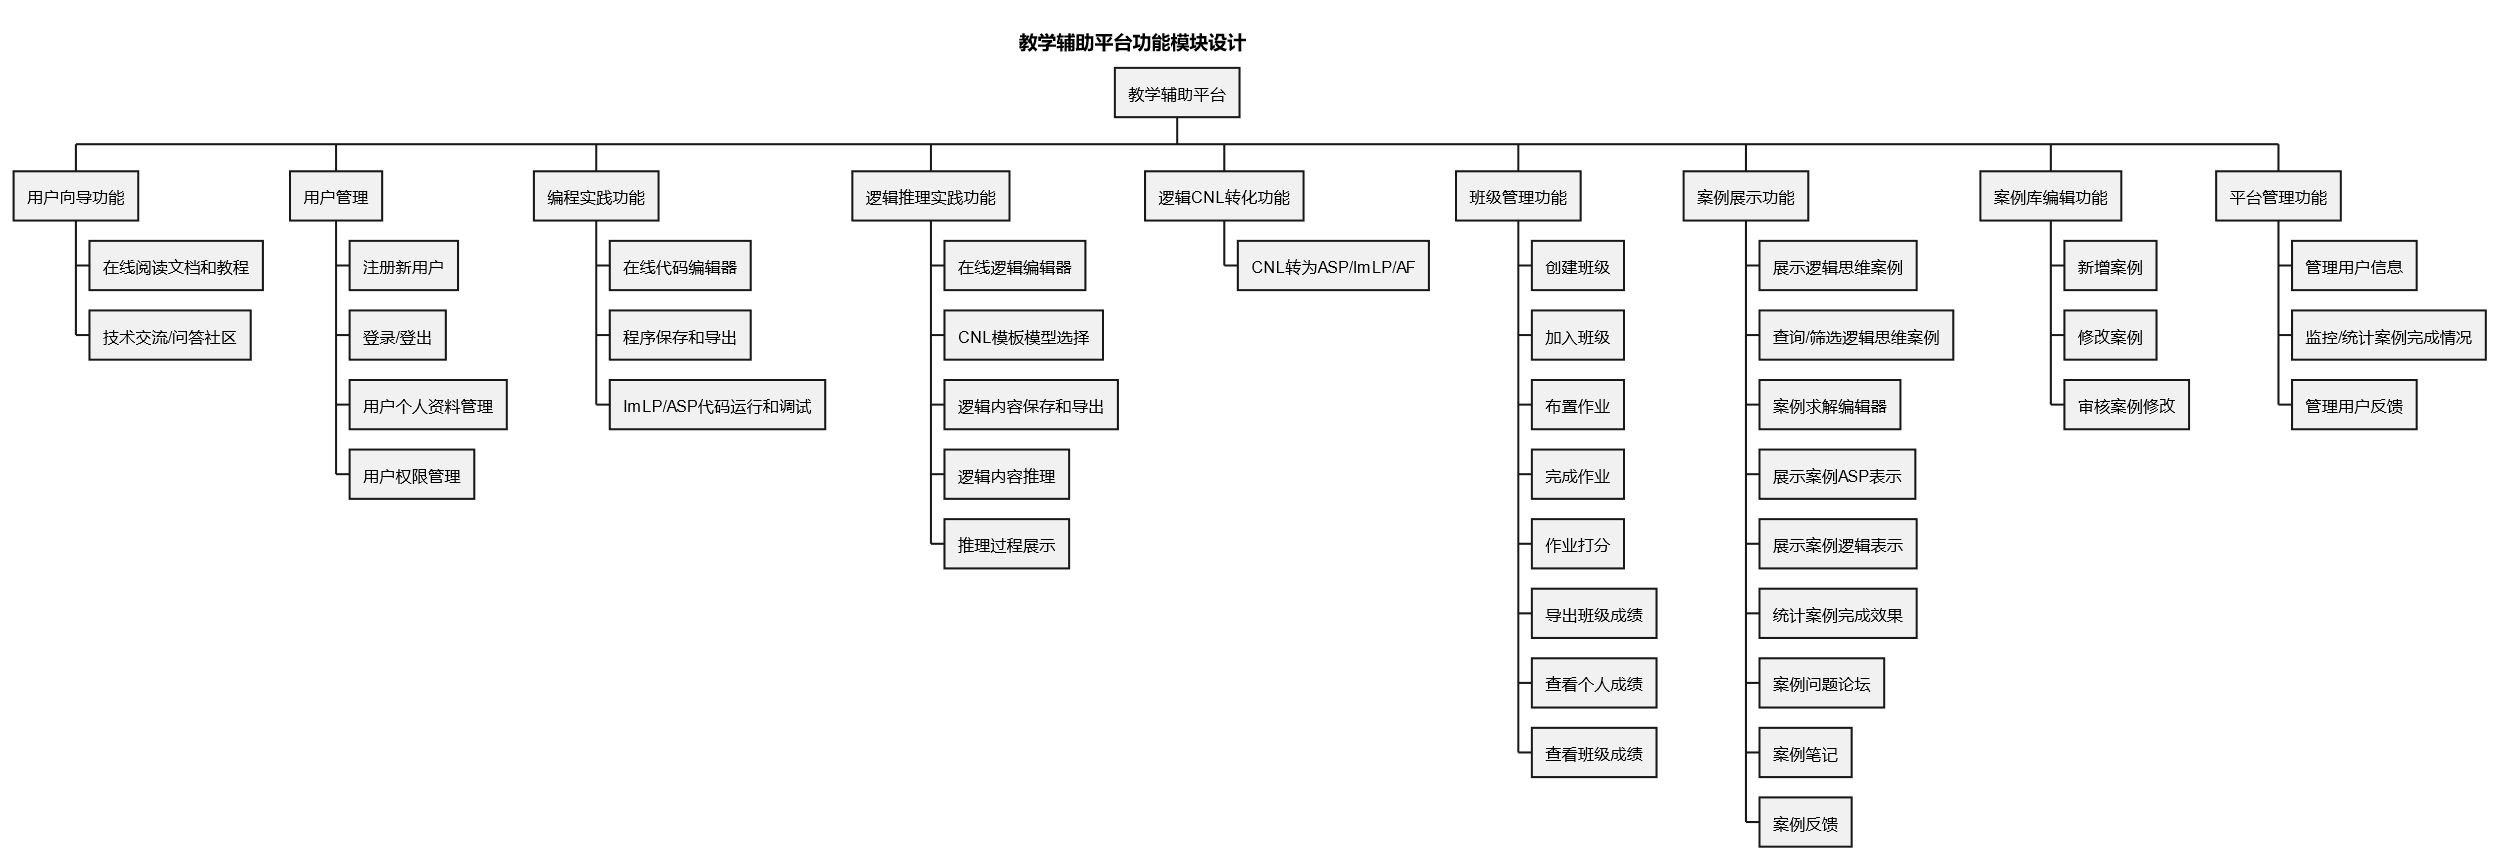 教学辅助平台功能模块设计
教学辅助平台
用户向导功能
在线阅读文档和教程
技术交流/问答社区
用户管理
注册新用户
登录/登出
用户个人资料管理
用户权限管理
编程实践功能
在线代码编辑器
程序保存和导出
ImLP/ASP代码运行和调试
逻辑推理实践功能
在线逻辑编辑器
CNL模板模型选择
逻辑内容保存和导出
逻辑内容推理
推理过程展示
逻辑CNL转化功能
CNL转为ASP/ImLP/AF
班级管理功能
创建班级
加入班级
布置作业
完成作业
作业打分
导出班级成绩
查看个人成绩
查看班级成绩
案例展示功能
展示逻辑思维案例
查询/筛选逻辑思维案例
案例求解编辑器
展示案例ASP表示
展示案例逻辑表示
统计案例完成效果
案例问题论坛
案例笔记
案例反馈
案例库编辑功能
新增案例
修改案例
审核案例修改
平台管理功能
管理用户信息
监控/统计案例完成情况
管理用户反馈